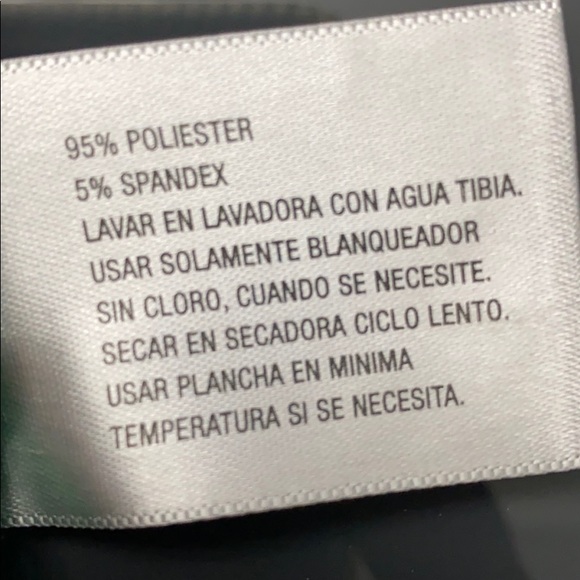 95% POLIESTER
5% SPANDEX
LAVAR EN LAVADORA CON AGUA TIBIA.
USAR SOLAMENTE BLANQUEADOR
SIN CLORO, CUANDO SE NECESITE.
SECAR EN SECADORA CICLO LENTO.
USAR PLANCHA EN MINIMA
TEMPERATURA SI SE NECESITA.